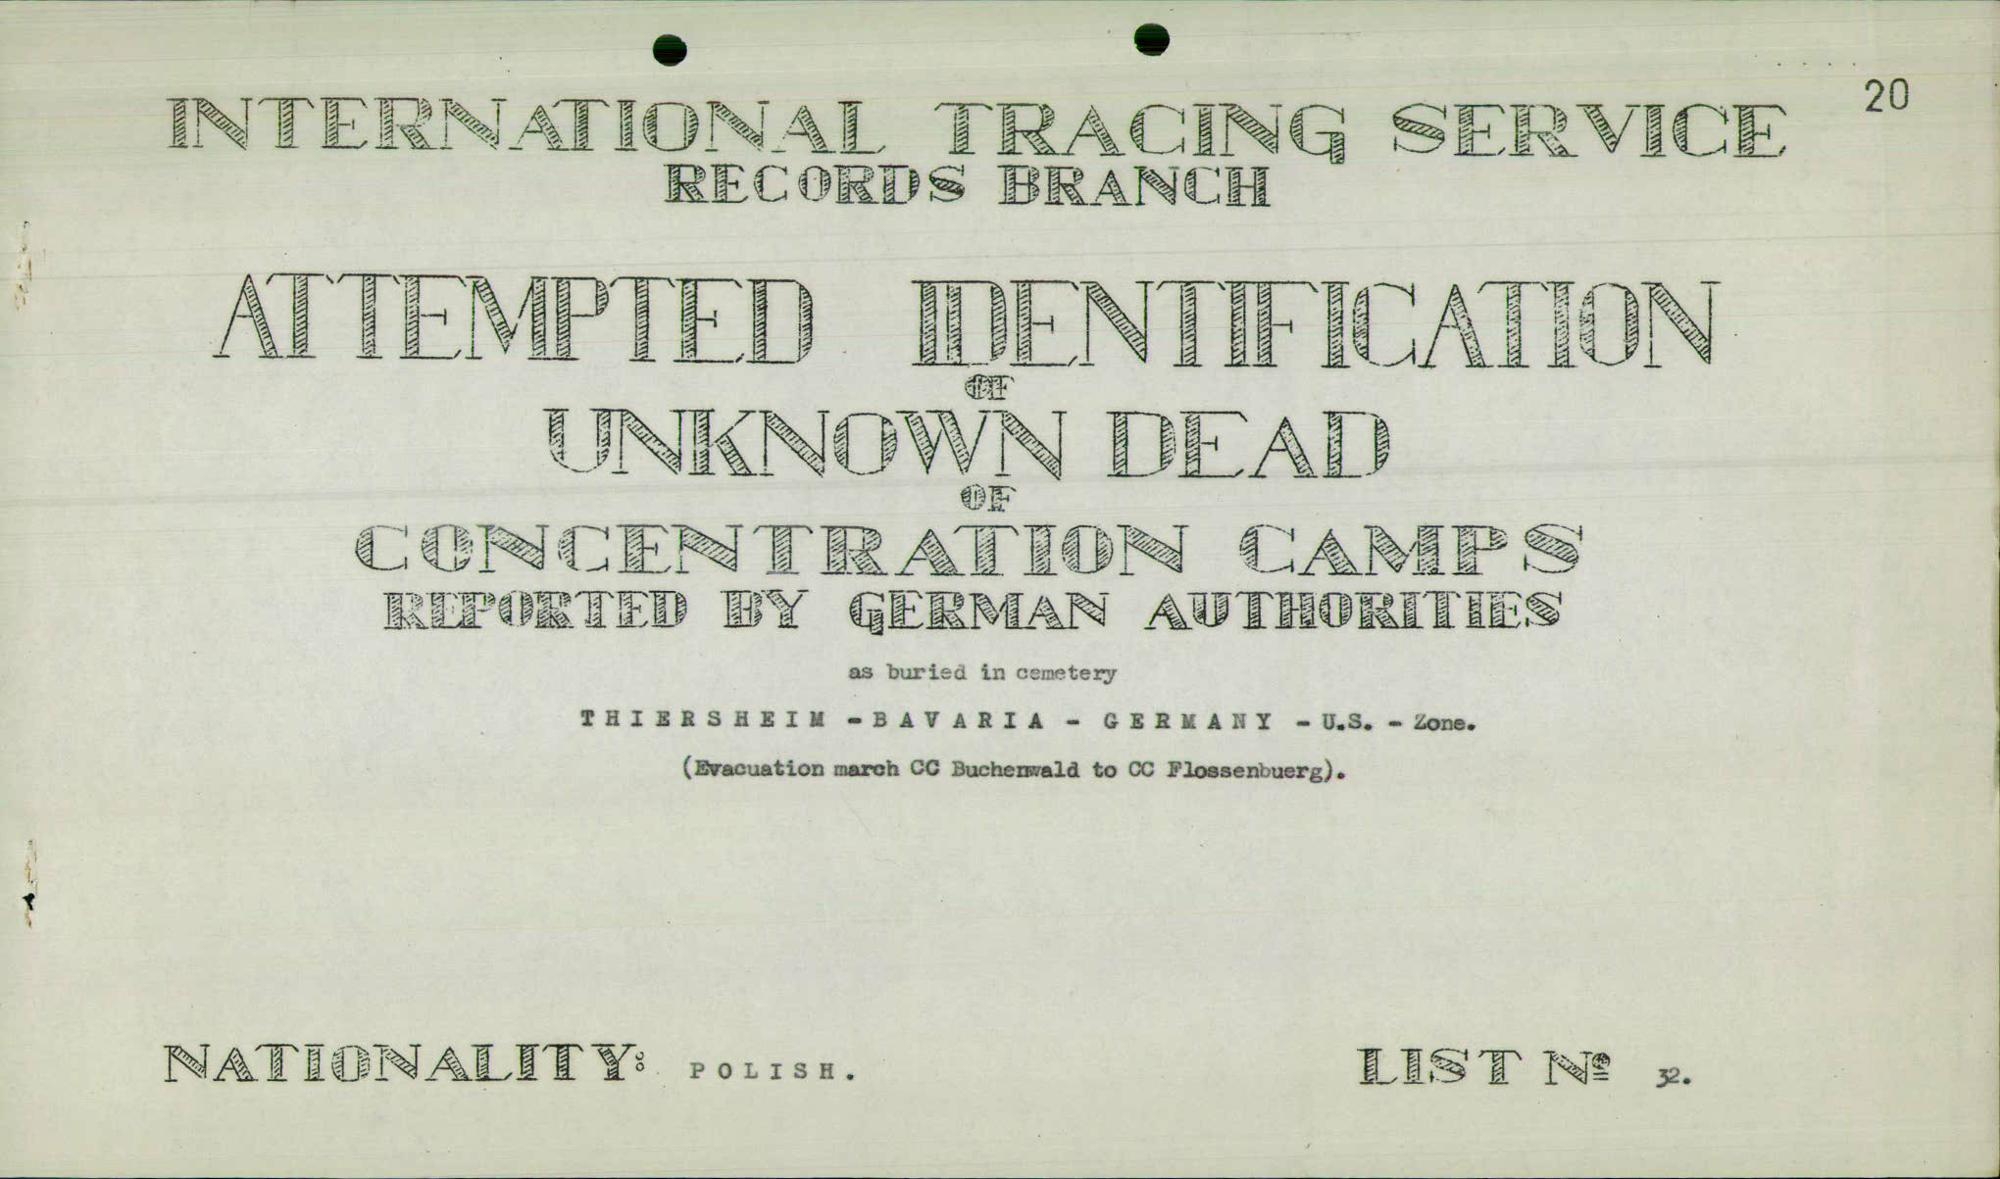 20
INTERNATIONAL TRACING SERVICE
RECORDS BRANCH
ATTEMPTED IDENTIFICATION
OF
UNKNOWN DEAD
OF
CONCENTRATION CAMPS
REPORTED BY GERMAN AUTHORITIES
as buried in cemetery
THIERSHEIM - BAVARIA - GERMANY - U.S. - Zone.
(Evacuation march CC Buchenwald to CC Flossenbuerg).
NATIONALITY: POLISH.
LIST Nº 32.